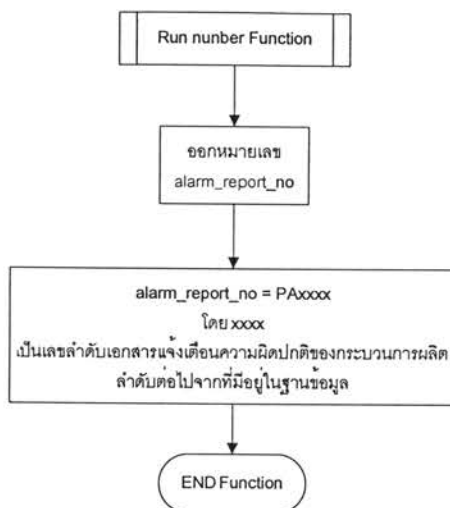 Run nunber Function
ออกหมายเลข
alarm_report_no
alarm_report_no = PAxxxx
โดย xxxx
เป็นเลขลำดับเอกสารแจ้งเตือนความผิดปกติของกระบวนการผลิต
ลำดับต่อไปจากที่มีอยู่ในฐานข้อมูล
END Function